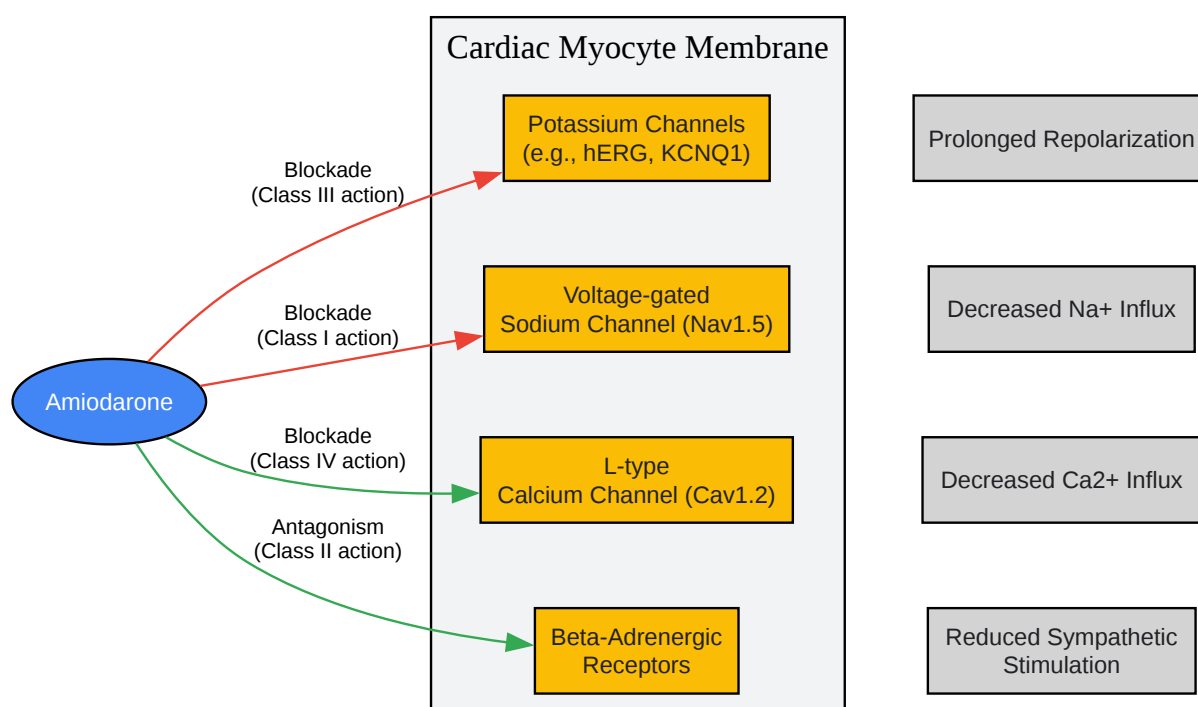 Cardiac Myocyte Membrane
Potassium Channels
(e.g., hERG, KCNQ1)
Prolonged Repolarization
Blockade
(Class III action)
Voltage-gated
Sodium Channel (Nav1.5)
Decreased Na+ Influx
Blockade
(Class I action)
Amiodarone
Blockade
(Class IV action)
L-type
Calcium Channel (Cav1.2)
Decreased Ca2+ Influx
Antagonism
(Class II action)
Beta-Adrenergic
Receptors
Reduced Sympathetic
Stimulation